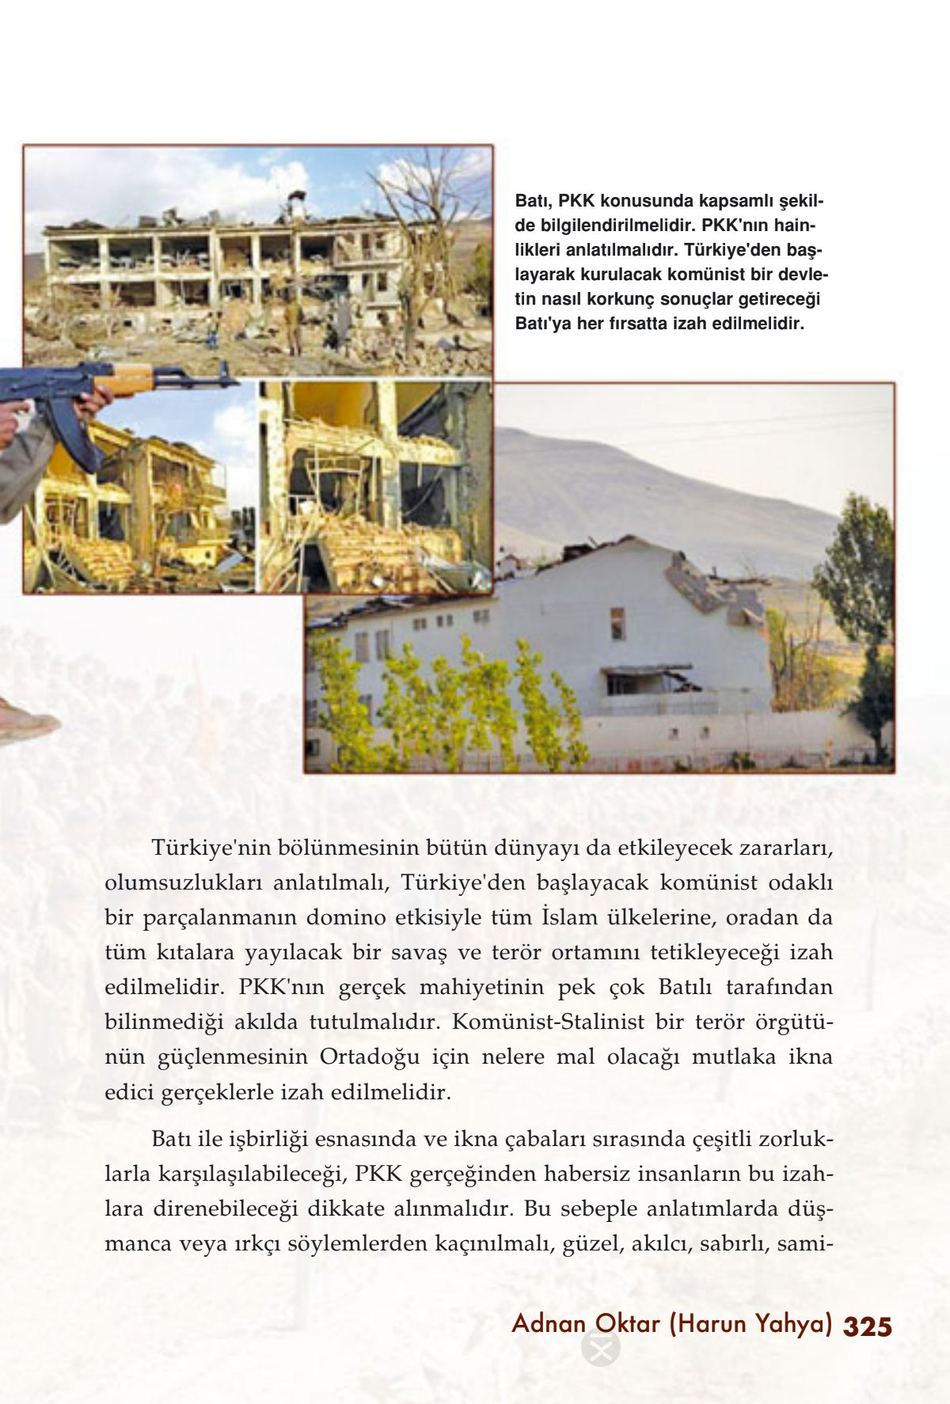 Batı, PKK konusunda kapsamlı şekil-
de bilgilendirilmelidir. PKK'nın hain-
likleri anlatılmalıdır. Türkiye'den baş-
layarak kurulacak komünist bir devle-
tin nasıl korkunç sonuçlar getireceği
Batı'ya her fırsatta izah edilmelidir.
Türkiye'nin bölünmesinin bütün dünyayı da etkileyecek zararları,
olumsuzlukları anlatılmalı, Türkiye'den başlayacak komünist odaklı
bir parçalanmanın domino etkisiyle tüm İslam ülkelerine, oradan da
tüm kıtalara yayılacak bir savaş ve terör ortamını tetikleyeceği izah
edilmelidir. PKK'nın gerçek mahiyetinin pek çok Batılı tarafından
bilinmediği akılda tutulmalıdır. Komünist-Stalinist bir terör örgütü-
nün güçlenmesinin Ortadoğu için nelere mal olacağı mutlaka ikna
edici gerçeklerle izah edilmelidir.
Batı ile işbirliği esnasında ve ikna çabaları sırasında çeşitli zorluk-
larla karşılaşılabileceği, PKK gerçeğinden habersiz insanların bu izah-
lara direnebileceği dikkate alınmalıdır. Bu sebeple anlatımlarda düş-
manca veya ırkçı söylemlerden kaçınılmalı, güzel, akılcı, sabırlı, sami-
Adnan Oktar (Harun Yahya) 325